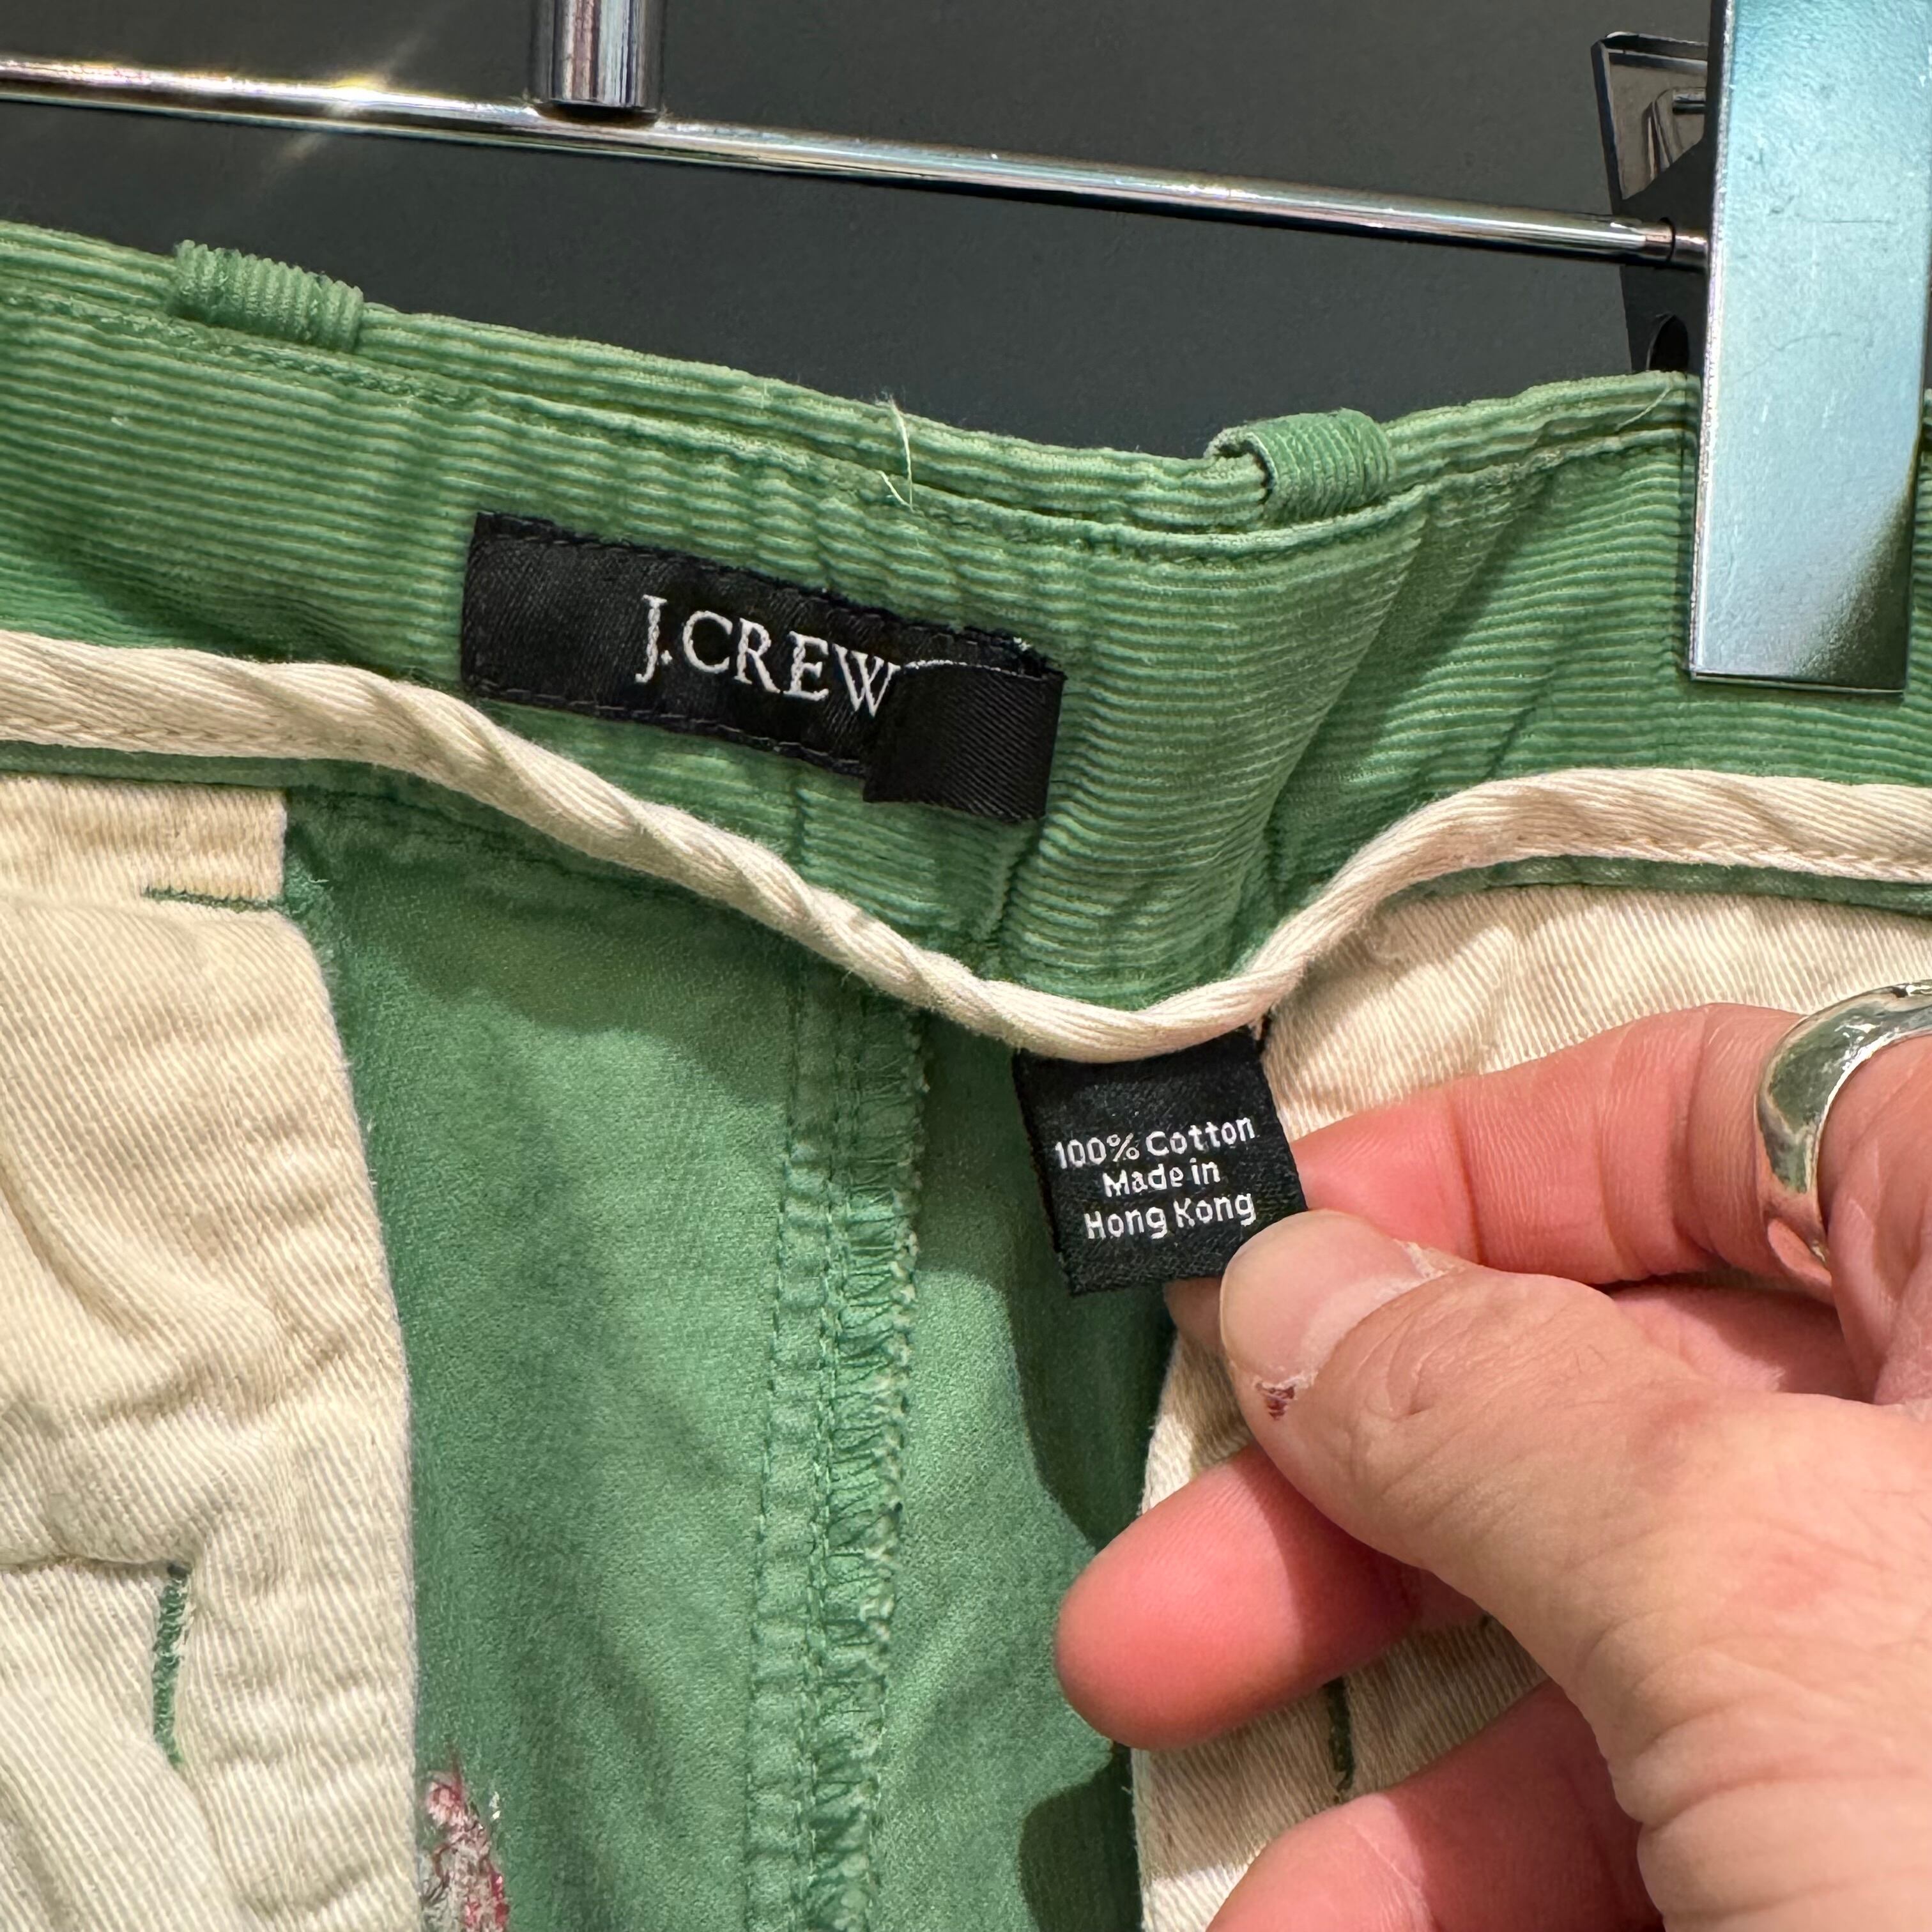 J.CREW
100% Cotton
Made in
Hong Kong